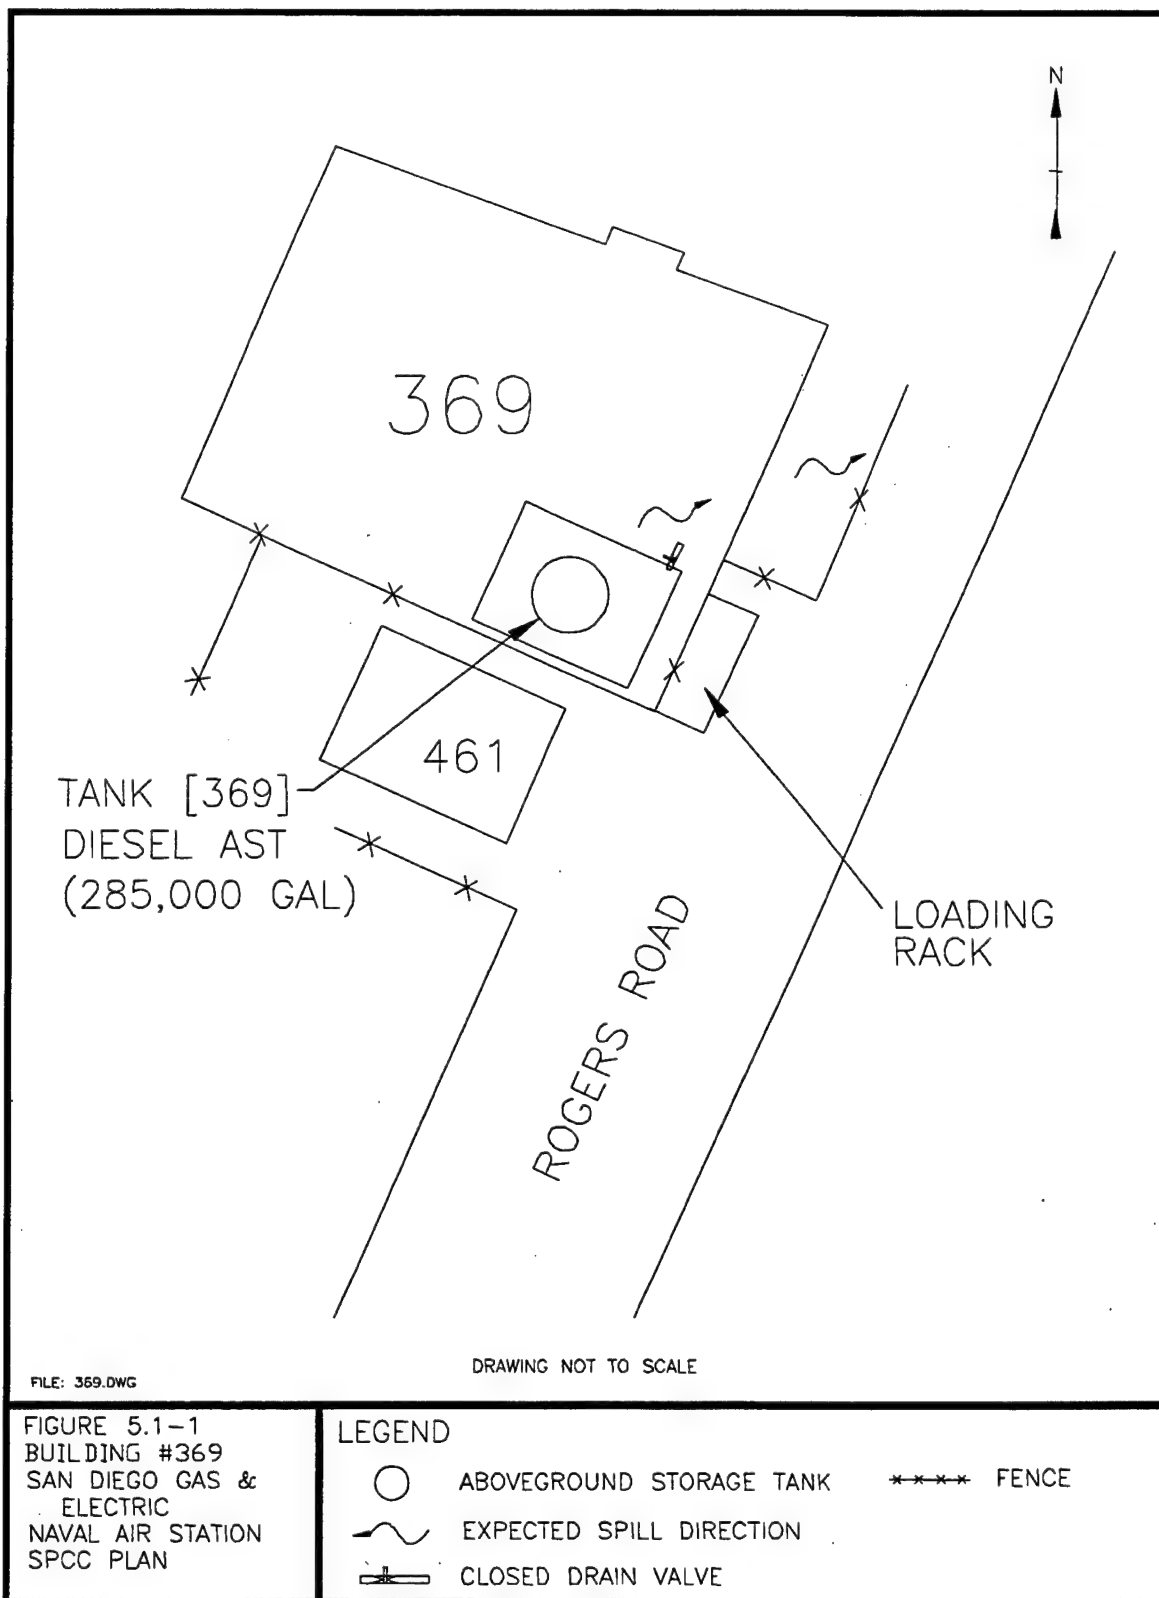 N
369
461
TANK [369]
DIESEL AST
(285,000 GAL)
LOADING
RACK
ROGERS ROAD
DRAWING NOT TO SCALE
FILE: 369.DWG
FIGURE 5.1-1
BUILDING #369
SAN DIEGO GAS &
ELECTRIC
NAVAL AIR STATION
SPCC PLAN
LEGEND
ABOVEGROUND STORAGE TANK
FENCE
EXPECTED SPILL DIRECTION
CLOSED DRAIN VALVE